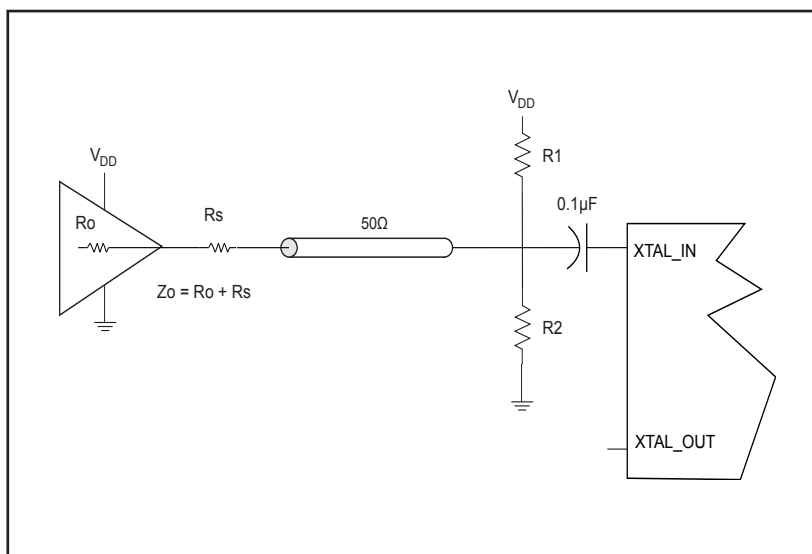 V_DD
R1
0.1µF
V_DD
Ro
Rs
50Ω
XTAL_IN
Zo = Ro + Rs
R2
XTAL_OUT